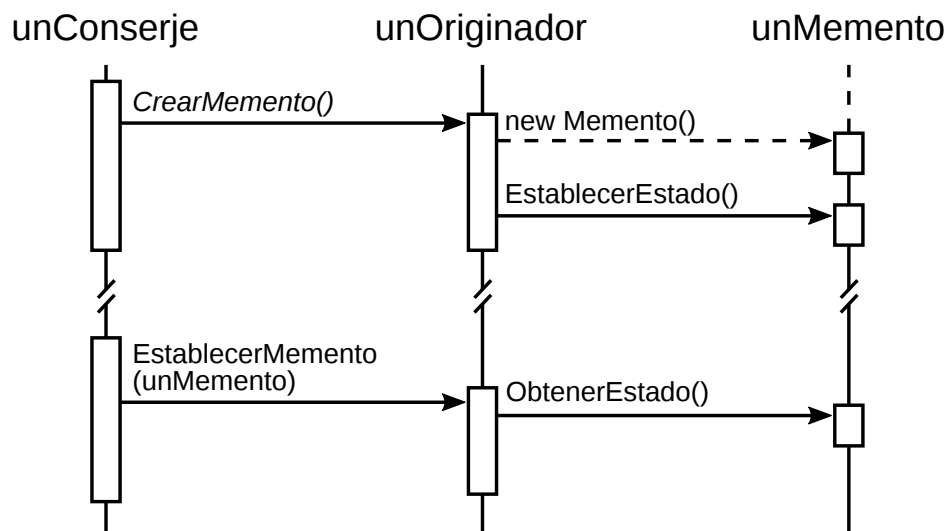 unConserje
unOriginador
unMemento
CrearMemento()
new Memento()
EstablecerEstado()
EstablecerMemento
(unMemento)
ObtenerEstado()